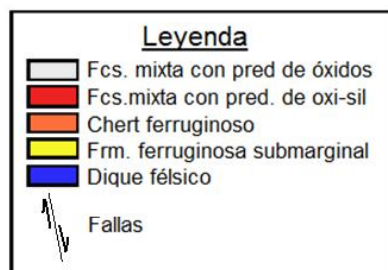 Leyenda
Fcs. mixta con pred de óxidos
Fcs.mixta con pred. de oxi-sil
Chert ferruginoso
Frm. ferruginosa submarginal
Dique félsico
Fallas